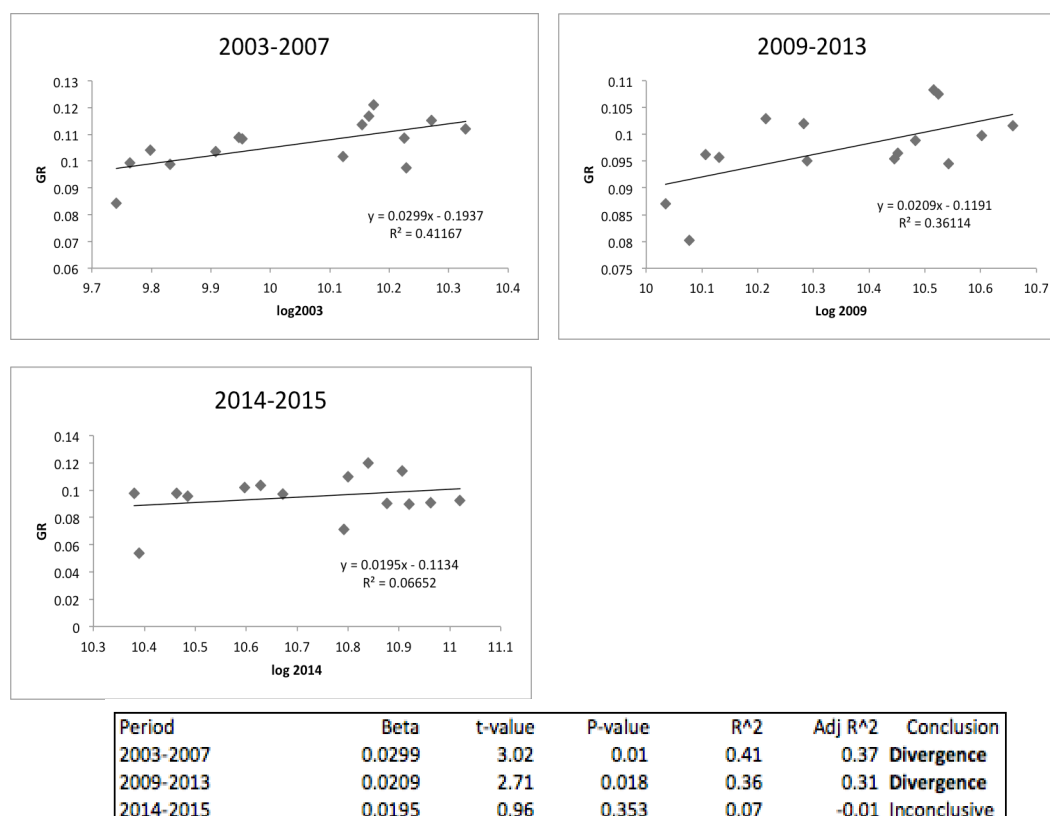 2003-2007
0.13
0.12
0.11
0.1
0.09
0.08
0.07
0.06
GR
y = 0.0299x - 0.1937
R² = 0.41167
9.7 9.8 9.9 10 10.1 10.2 10.3 10.4
log2003
2009-2013
0.11
0.105
0.1
0.095
0.09
0.085
0.08
0.075
GR
y = 0.0209x - 0.1191
R² = 0.36114
10 10.1 10.2 10.3 10.4 10.5 10.6 10.7
Log 2009
2014-2015
0.14
0.12
0.1
0.08
0.06
0.04
0.02
0
GR
y = 0.0195x - 0.1134
R² = 0.06652
10.3 10.4 10.5 10.6 10.7 10.8 10.9 11 11.1
log 2014
Period Beta t-value P-value R^2 Adj R^2 Conclusion
2003-2007 0.0299 3.02 0.01 0.41 0.37 Divergence
2009-2013 0.0209 2.71 0.018 0.36 0.31 Divergence
2014-2015 0.0195 0.96 0.353 0.07 -0.01 Inconclusive